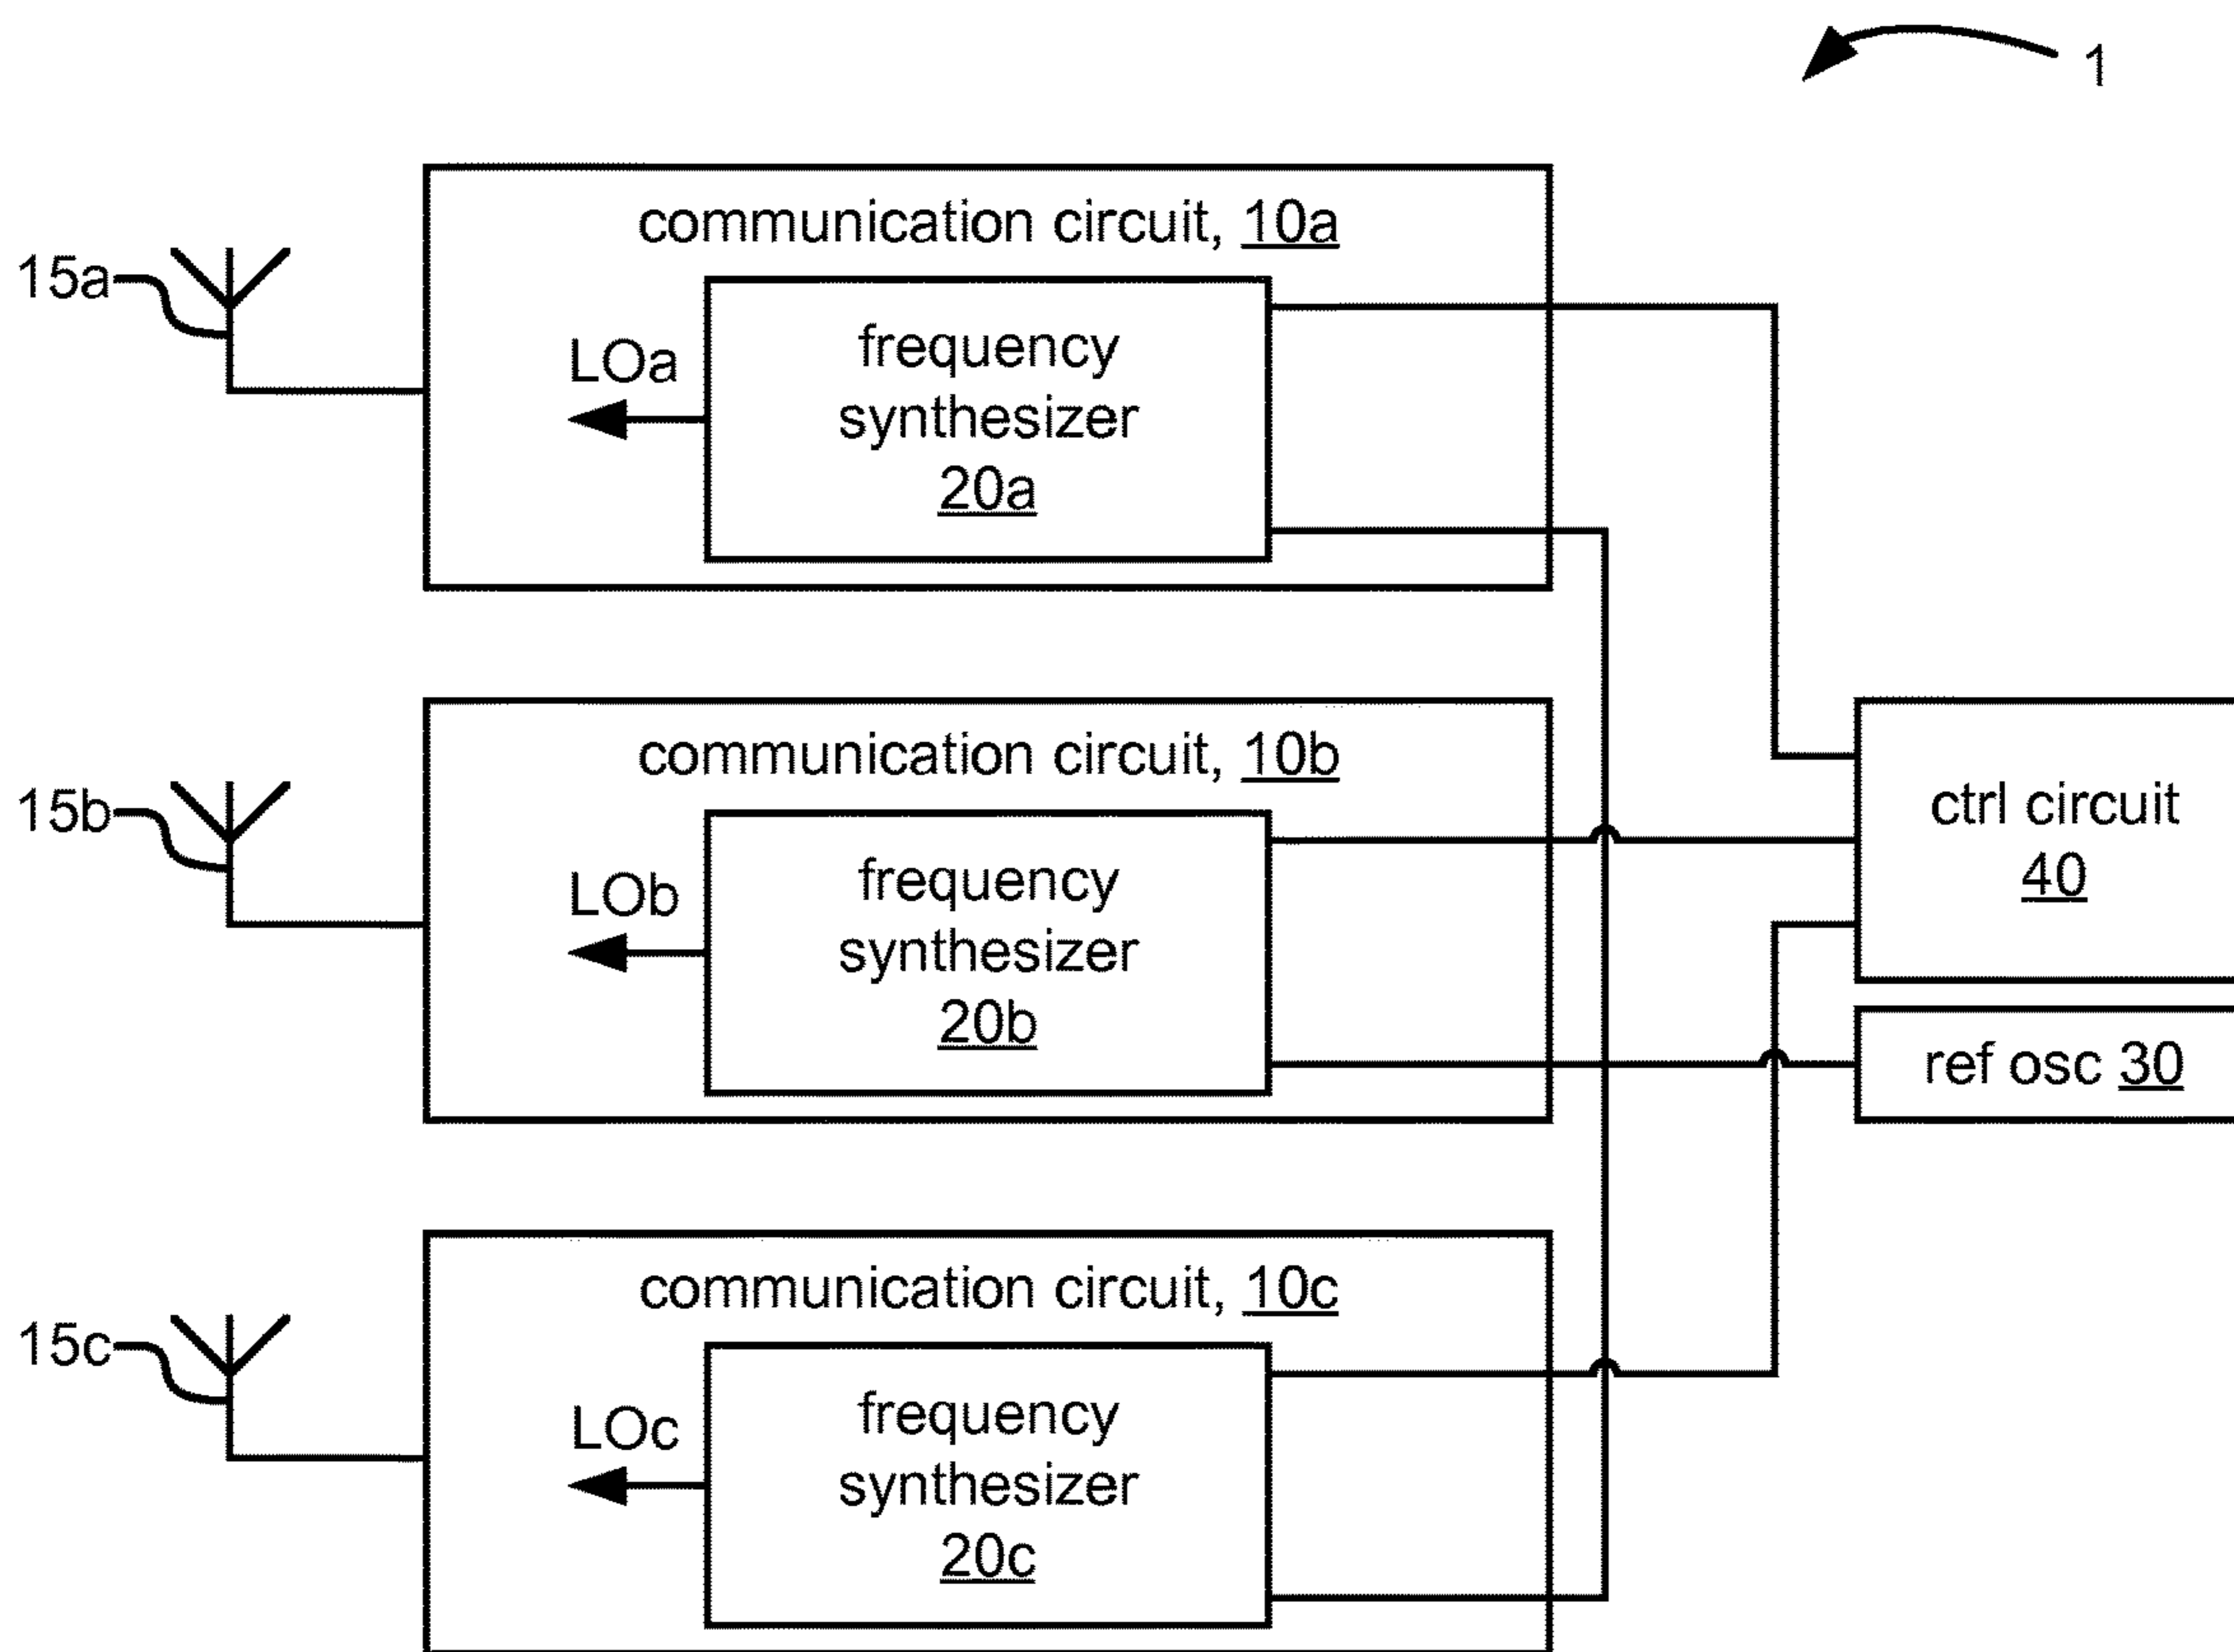 1
communication circuit, 10a
15a
LOa
frequency
synthesizer
20a
communication circuit, 10b
15b
LOb
frequency
synthesizer
20b
ctrl circuit
40
ref osc 30
communication circuit, 10c
15c
LOc
frequency
synthesizer
20c